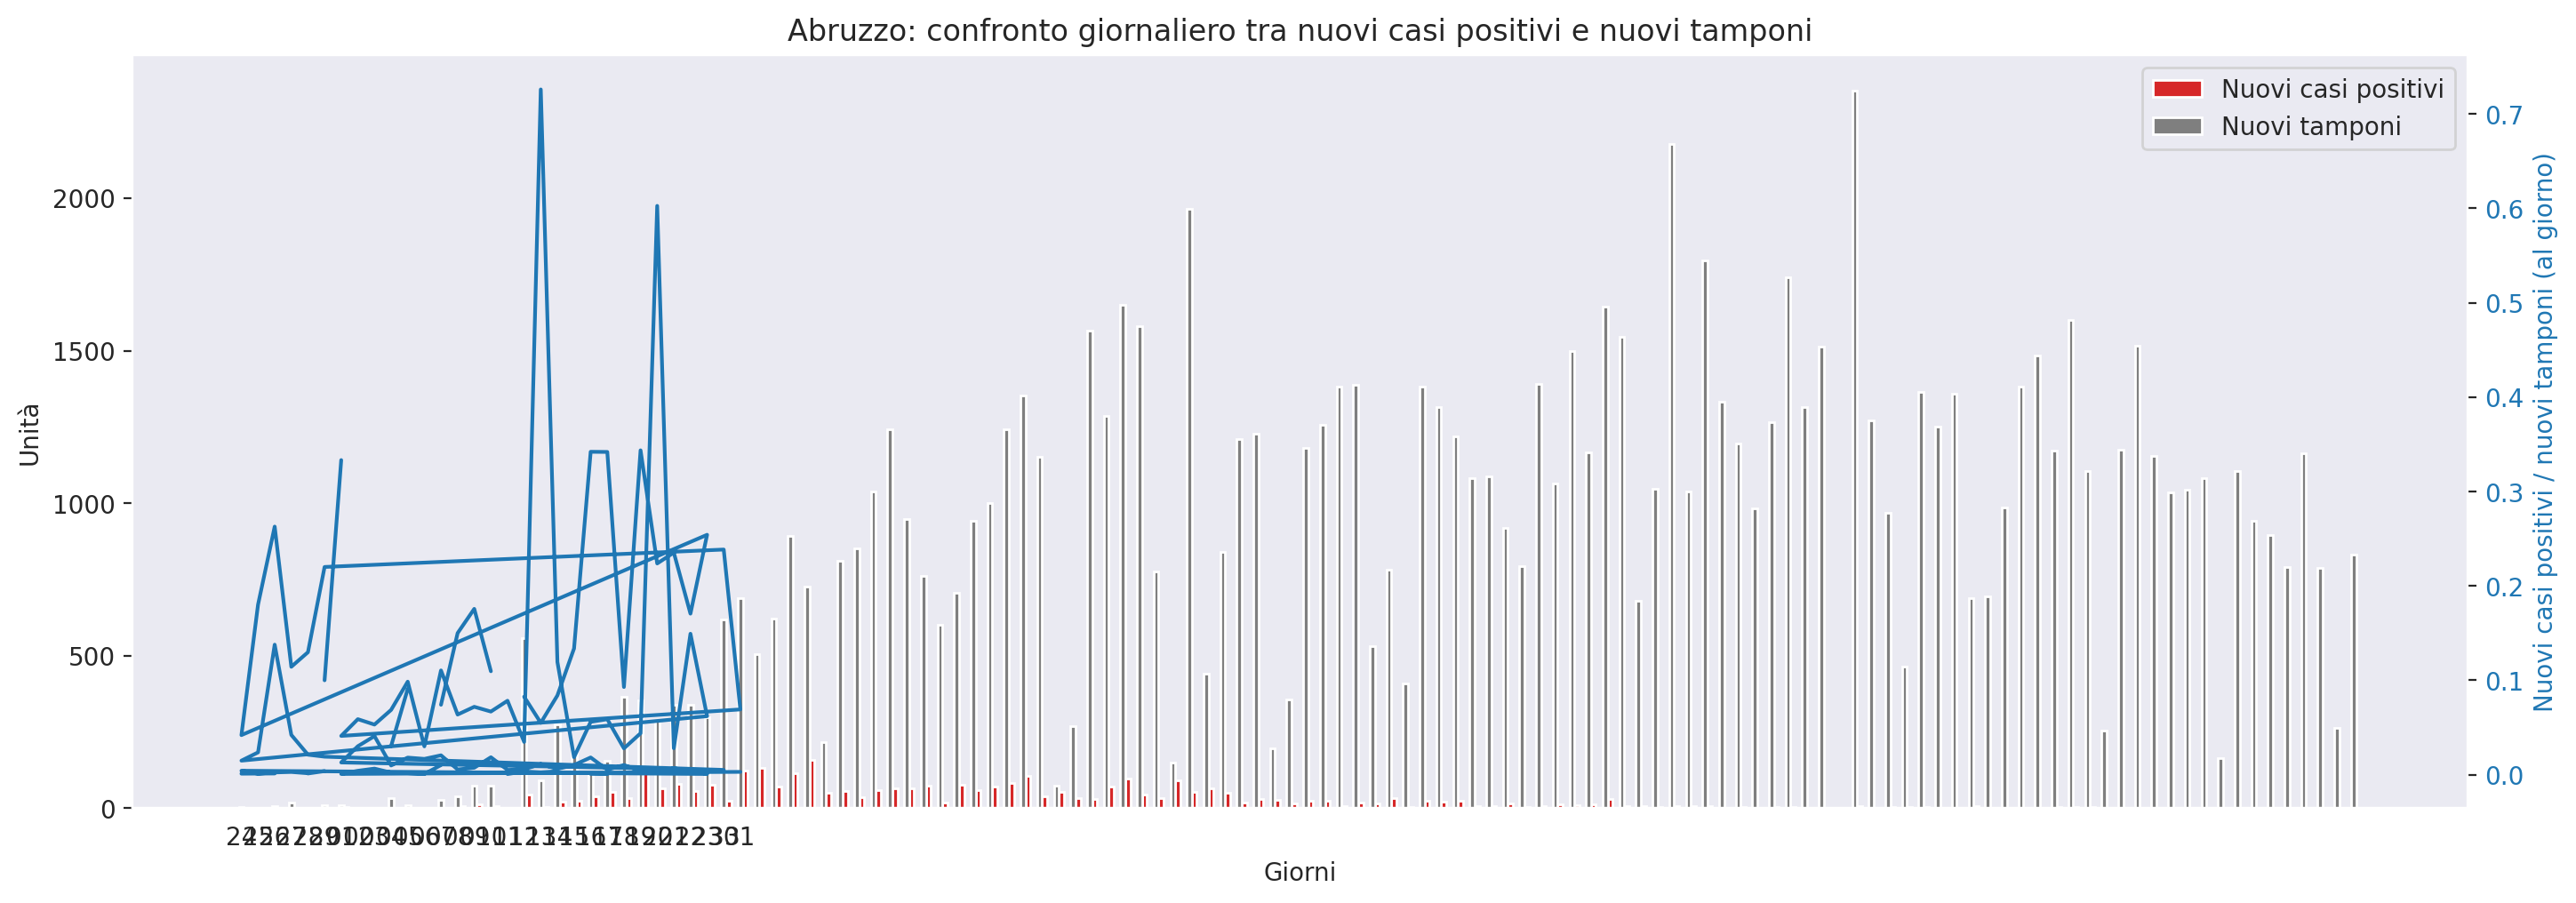 Abruzzo: confronto giornaliero tra nuovi casi positivi e nuovi tamponi
Nuovi casi positivi
Nuovi tamponi
Unità
2000
1500
1000
500
0
0.7
0.6
0.5
0.4
0.3
0.2
0.1
0.0
Nuovi casi positivi / nuovi tamponi (al giorno)
Giorni